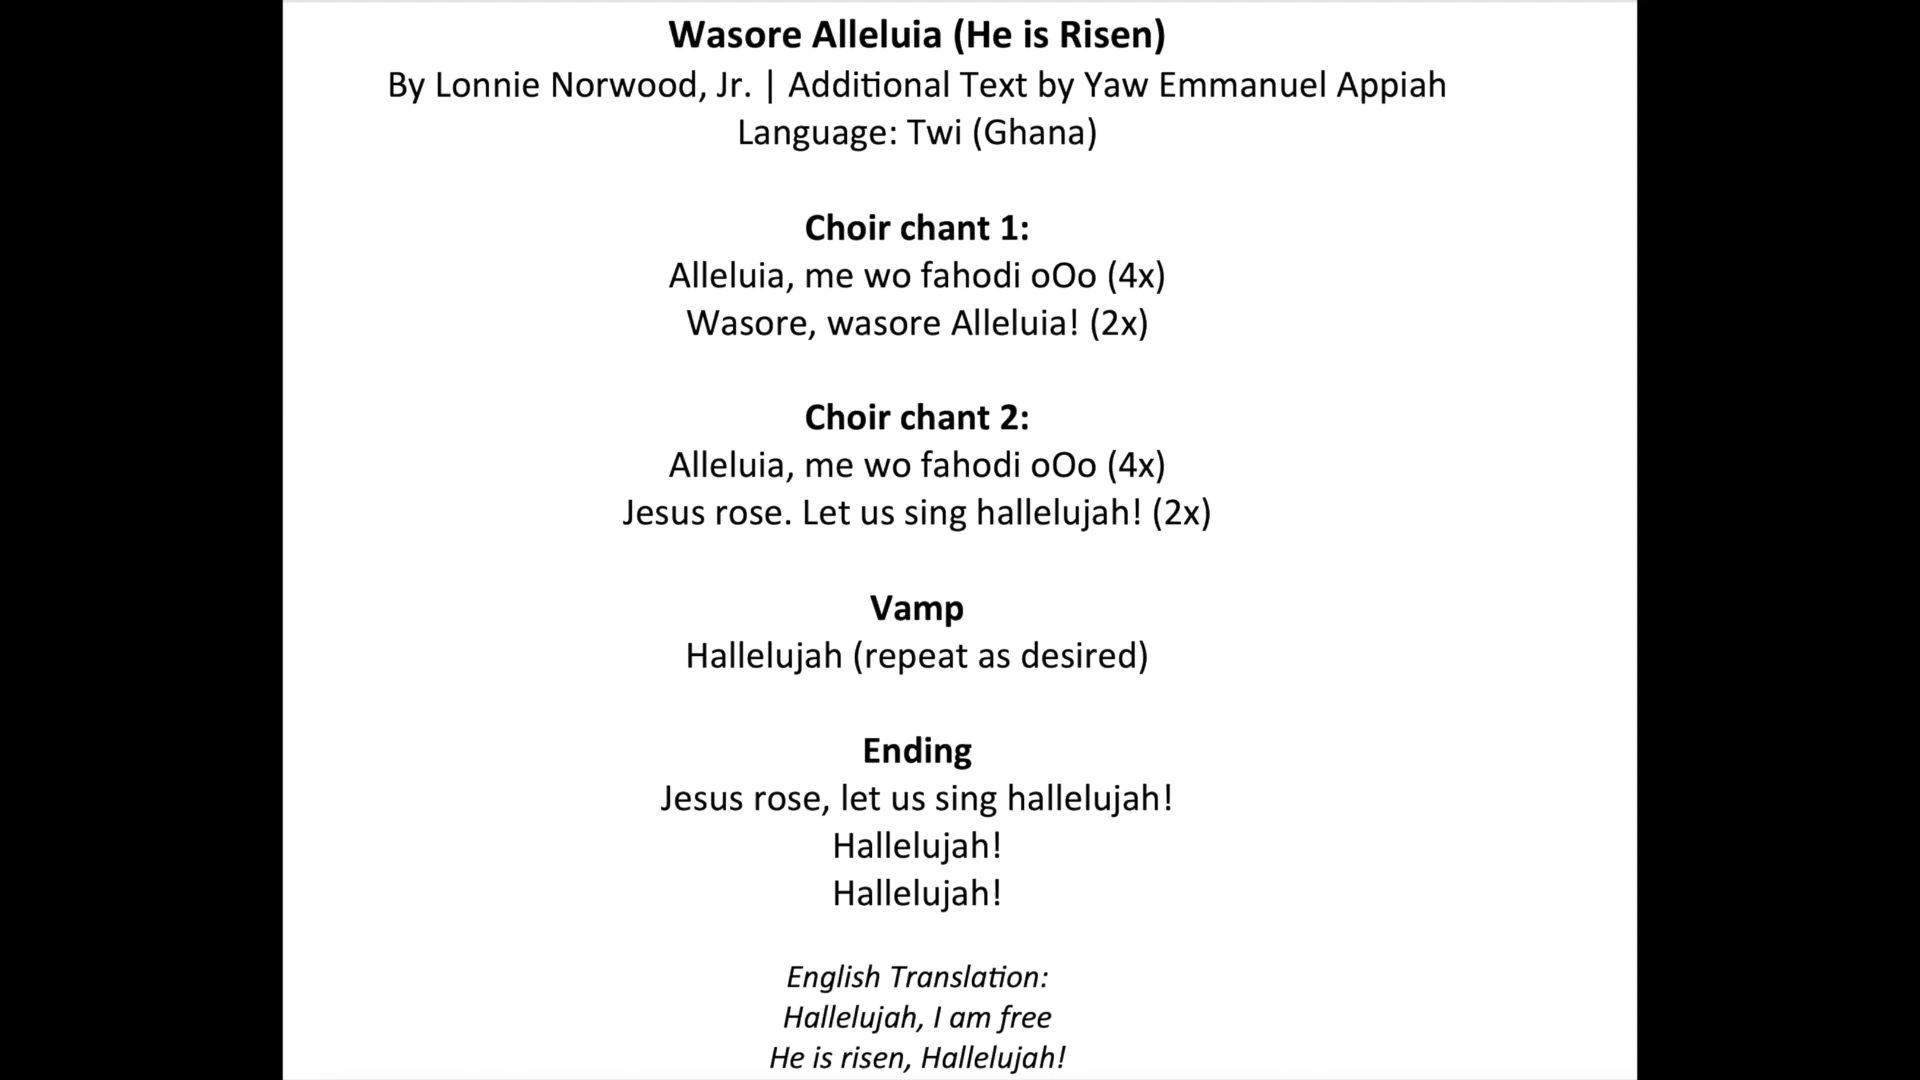 Wasore Alleluia (He is Risen)
By Lonnie Norwood, Jr. | Additional Text by Yaw Emmanuel Appiah
Language: Twi (Ghana)
Choir chant 1:
Alleluia, me wo fahodi oOo (4x)
Wasore, wasore Alleluia! (2x)
Choir chant 2:
Alleluia, me wo fahodi oOo (4x)
Jesus rose. Let us sing hallelujah! (2x)
Vamp
Hallelujah (repeat as desired)
Ending
Jesus rose, let us sing hallelujah!
Hallelujah!
Hallelujah!
English Translation:
Hallelujah, I am free
He is risen, Hallelujah!